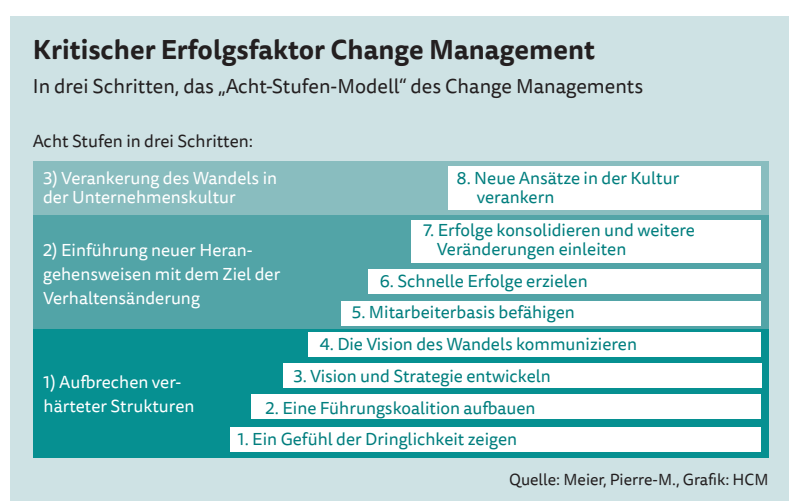 Kritischer Erfolgsfaktor Change Management
In drei Schritten, das „Acht-Stufen-Modell“ des Change Managements
Acht Stufen in drei Schritten:
3) Verankerung des Wandels in
der Unternehmenskultur
8. Neue Ansätze in der Kultur
verankern
2) Einführung neuer Heran-
gehensweisen mit dem Ziel der
Verhaltensänderung
7. Erfolge konsolidieren und weitere
Veränderungen einleiten
6. Schnelle Erfolge erzielen
5. Mitarbeiterbasis befähigen
1) Aufbrechen ver-
härteter Strukturen
4. Die Vision des Wandels kommunizieren
3. Vision und Strategie entwickeln
2. Eine Führungskoalition aufbauen
1. Ein Gefühl der Dringlichkeit zeigen
Quelle: Meier, Pierre-M., Grafik: HCM